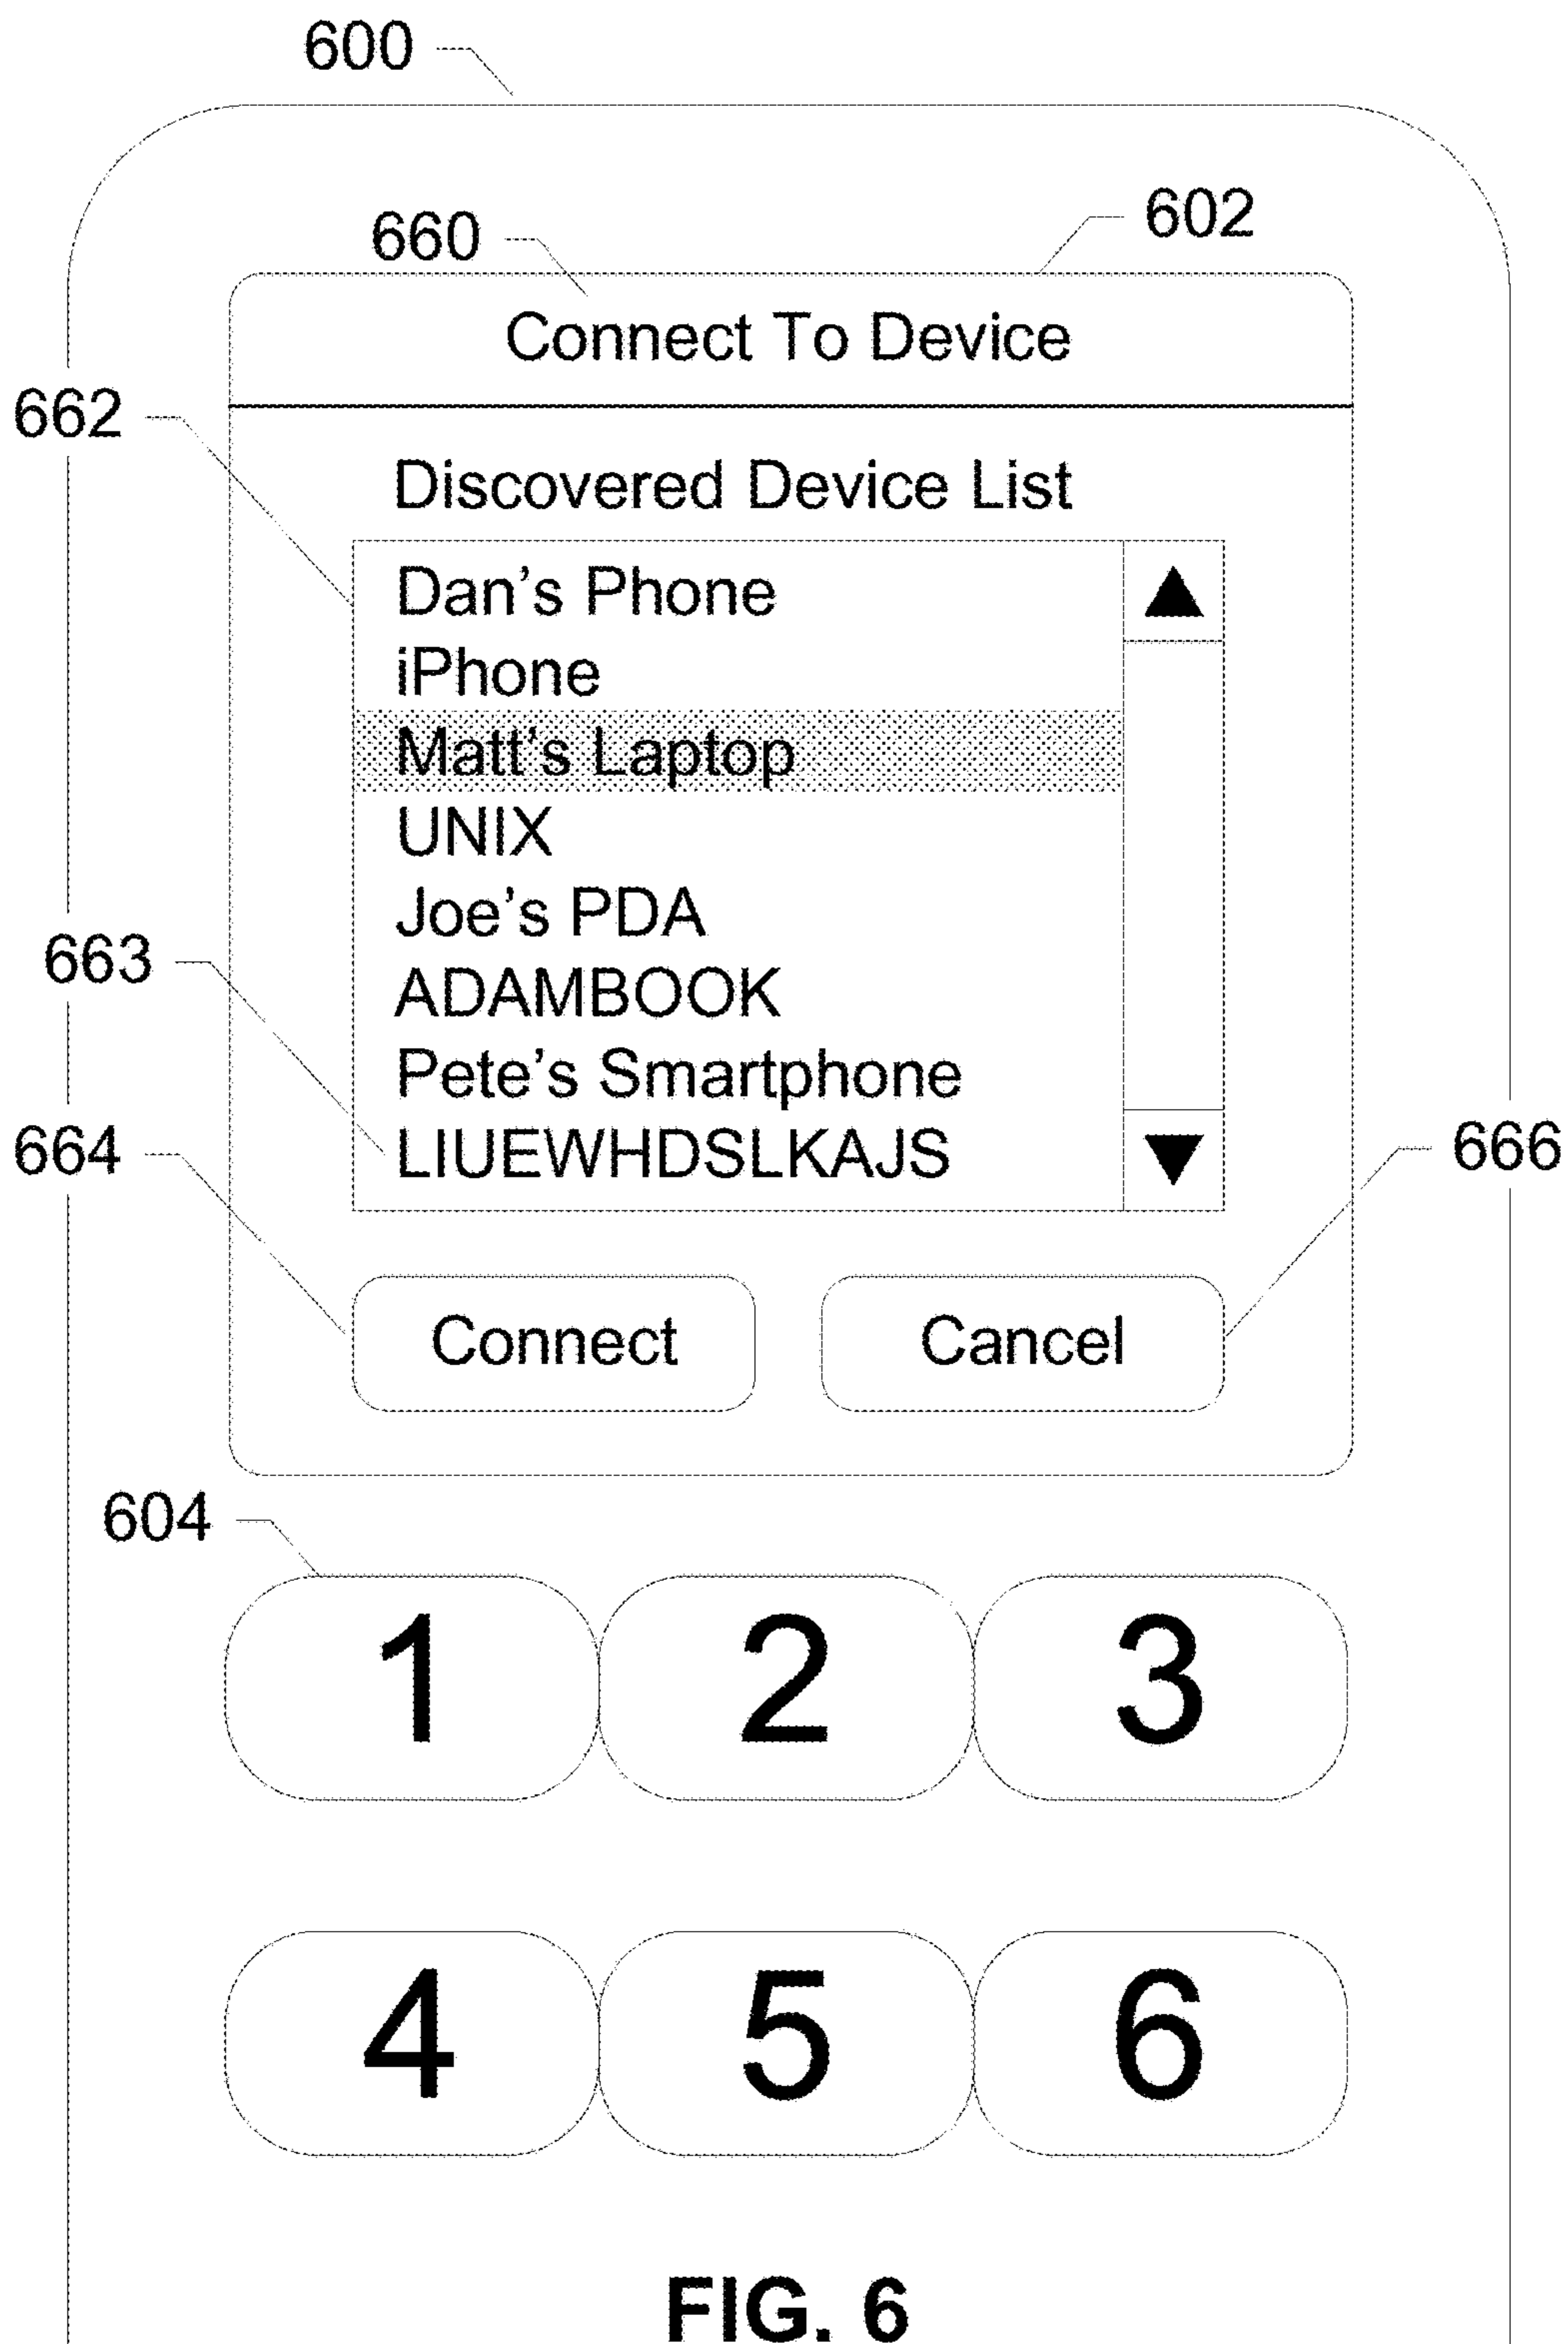 600
660
602
Connect To Device
662
Discovered Device List
Dan's Phone
iPhone
Matt's Laptop
UNIX
Joe's PDA
663
ADAMBOOK
Pete's Smartphone
664
LIUEWHDSLKAJS
666
Connect Cancel
604
1 2 3
4 5 6
FIG. 6